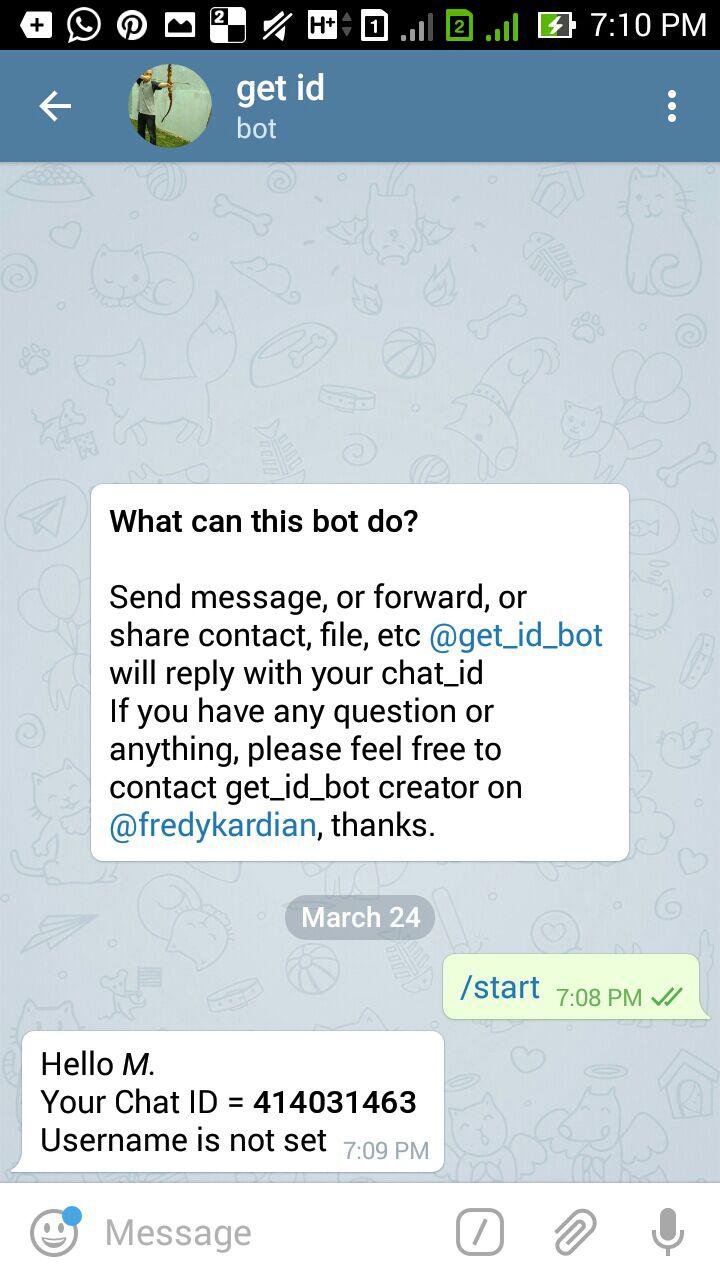 2 H+ 1 2 7:10 PM
get id
bot
What can this bot do?
Send message, or forward, or
share contact, file, etc @get_id_bot
will reply with your chat_id
If you have any question or
anything, please feel free to
contact get_id_bot creator on
@fredykardian, thanks.
March 24
/start 7:08 PM
Hello M.
Your Chat ID = 414031463
Username is not set 7:09 PM
Message